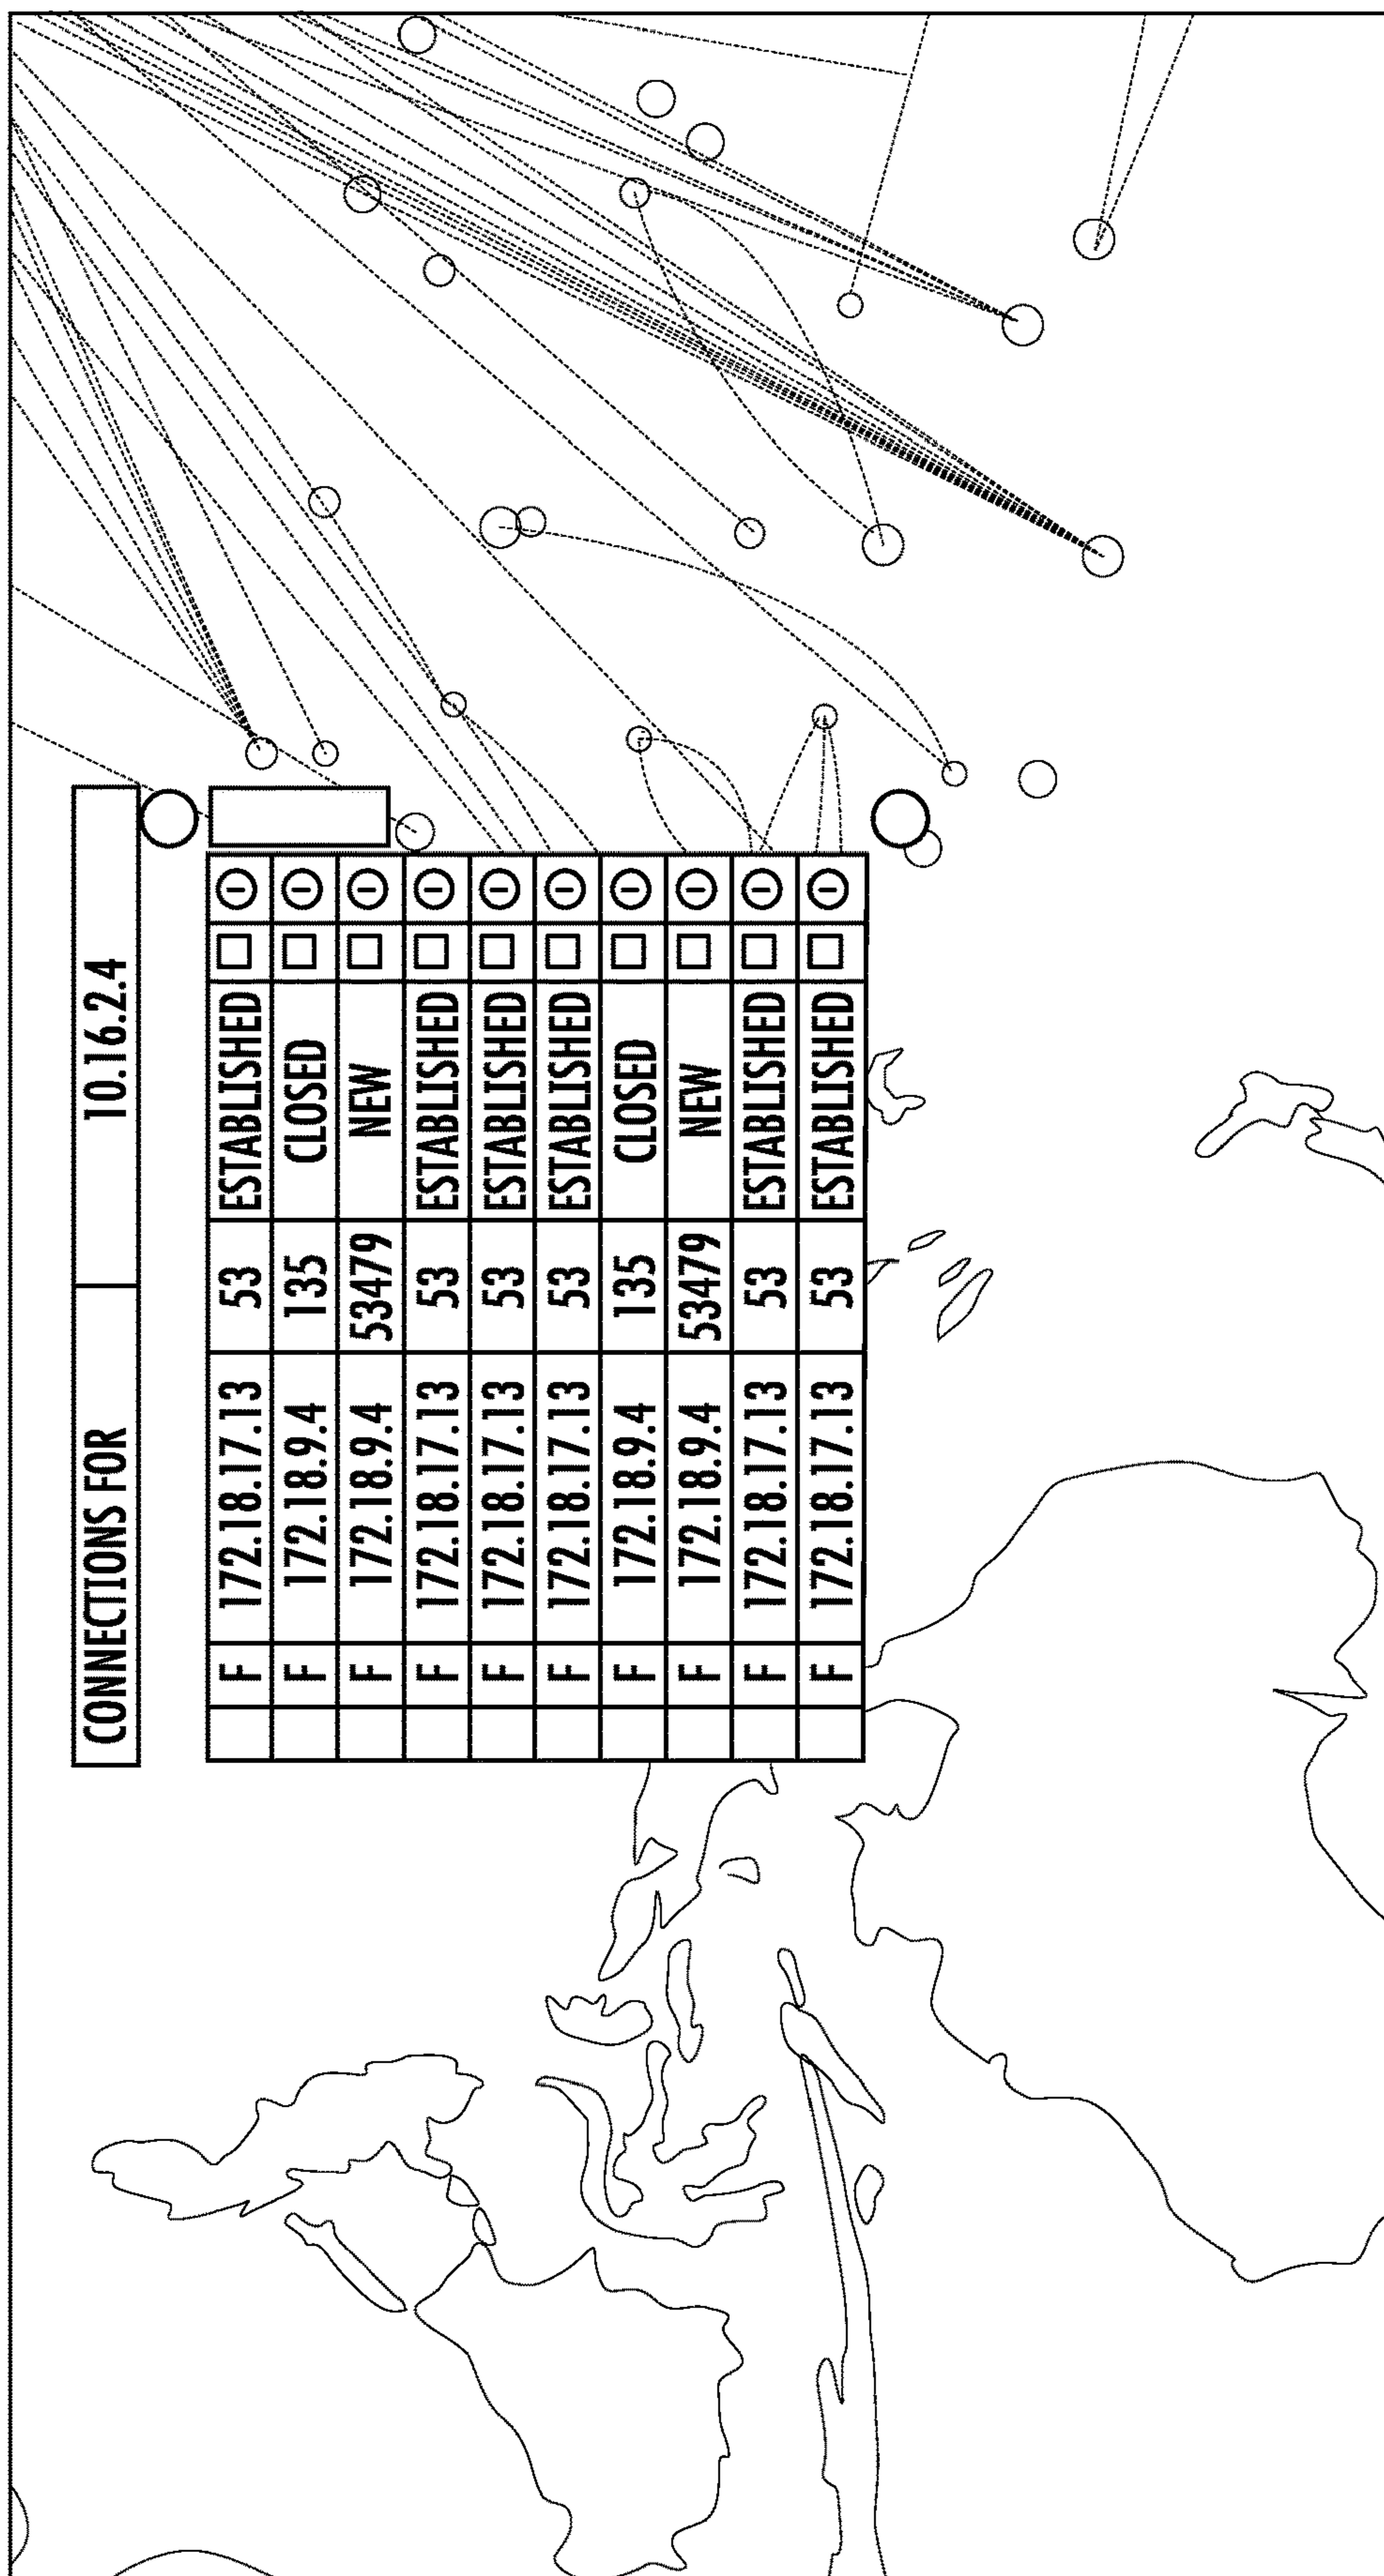 CONNECTIONS FOR 10.16.2.4
F 172.18.17.13 53 ESTABLISHED
F 172.18.9.4 135 CLOSED
F 172.18.9.4 53479 NEW
F 172.18.17.13 53 ESTABLISHED
F 172.18.17.13 53 ESTABLISHED
F 172.18.17.13 53 ESTABLISHED
F 172.18.9.4 135 CLOSED
F 172.18.9.4 53479 NEW
F 172.18.17.13 53 ESTABLISHED
F 172.18.17.13 53 ESTABLISHED